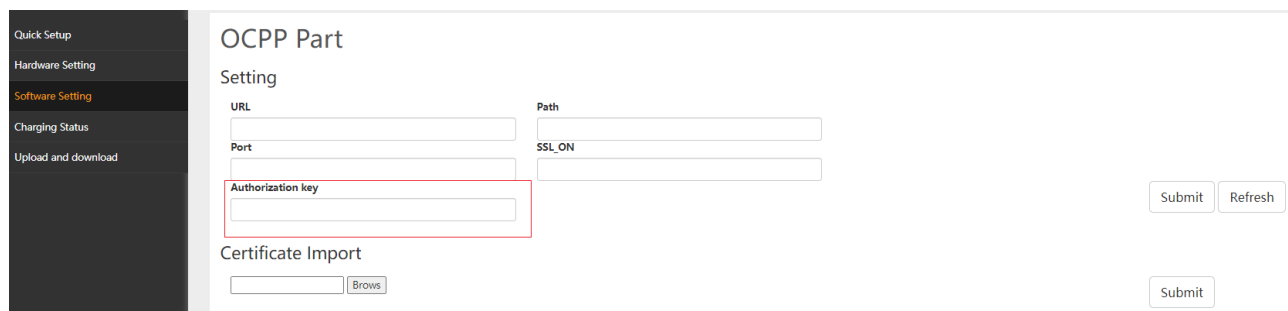 Quick Setup
Hardware Setting
Software Setting
Charging Status
Upload and download
OCPP Part
Setting
URL Path
Port SSL_ON
Authorization key
Submit Refresh
Certificate Import
Brows
Submit